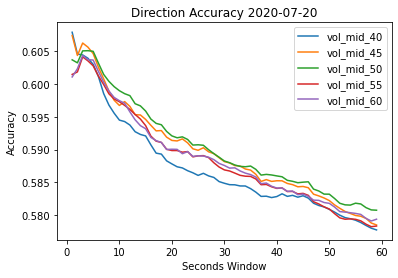 Direction Accuracy 2020-07-20
vol_mid_40
vol_mid_45
vol_mid_50
vol_mid_55
vol_mid_60
Accuracy
0.605
0.600
0.595
0.590
0.585
0.580
0 10 20 30 40 50 60
Seconds Window